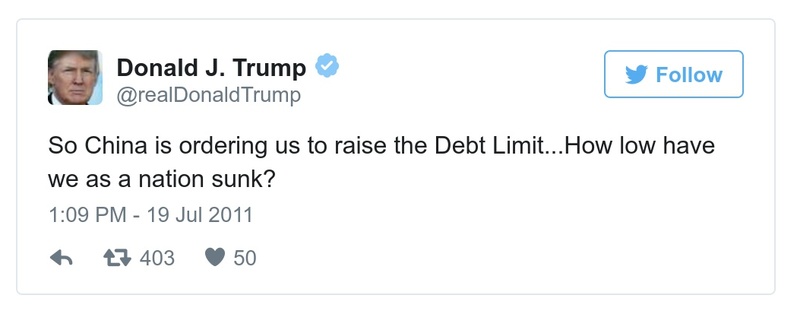 Donald J. Trump
@realDonaldTrump
Follow
So China is ordering us to raise the Debt Limit...How low have
we as a nation sunk?
1:09 PM - 19 Jul 2011
403 50